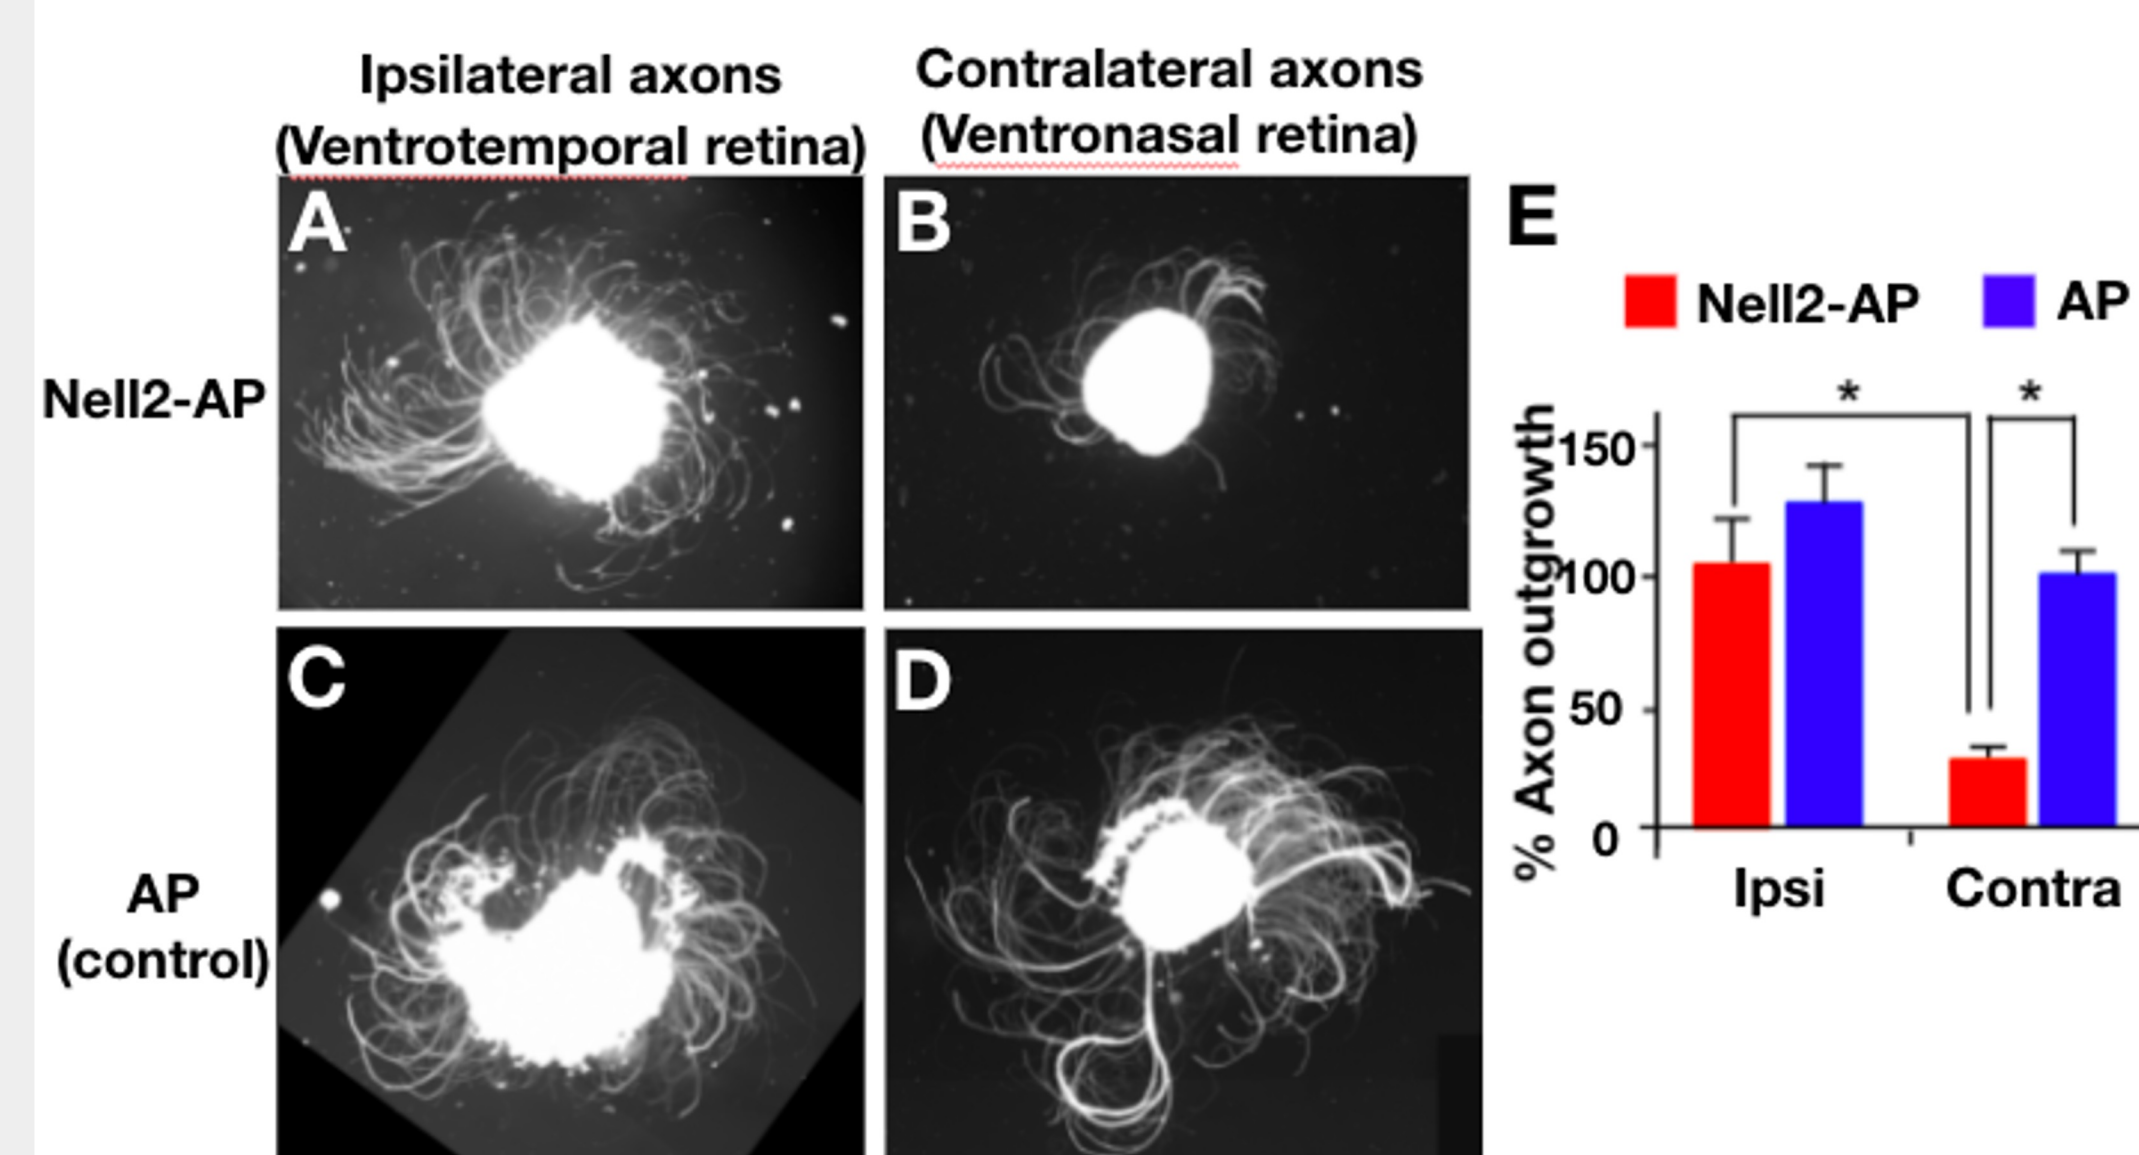 Ipsilateral axons
(Ventrotemporal retina)
Contralateral axons
(Ventronasal retina)
Nell2-AP
A
B
AP
(control)
C
D
E
Nell2-AP
AP
*
*
% Axon outgrowth
150
100
50
0
Ipsi
Contra